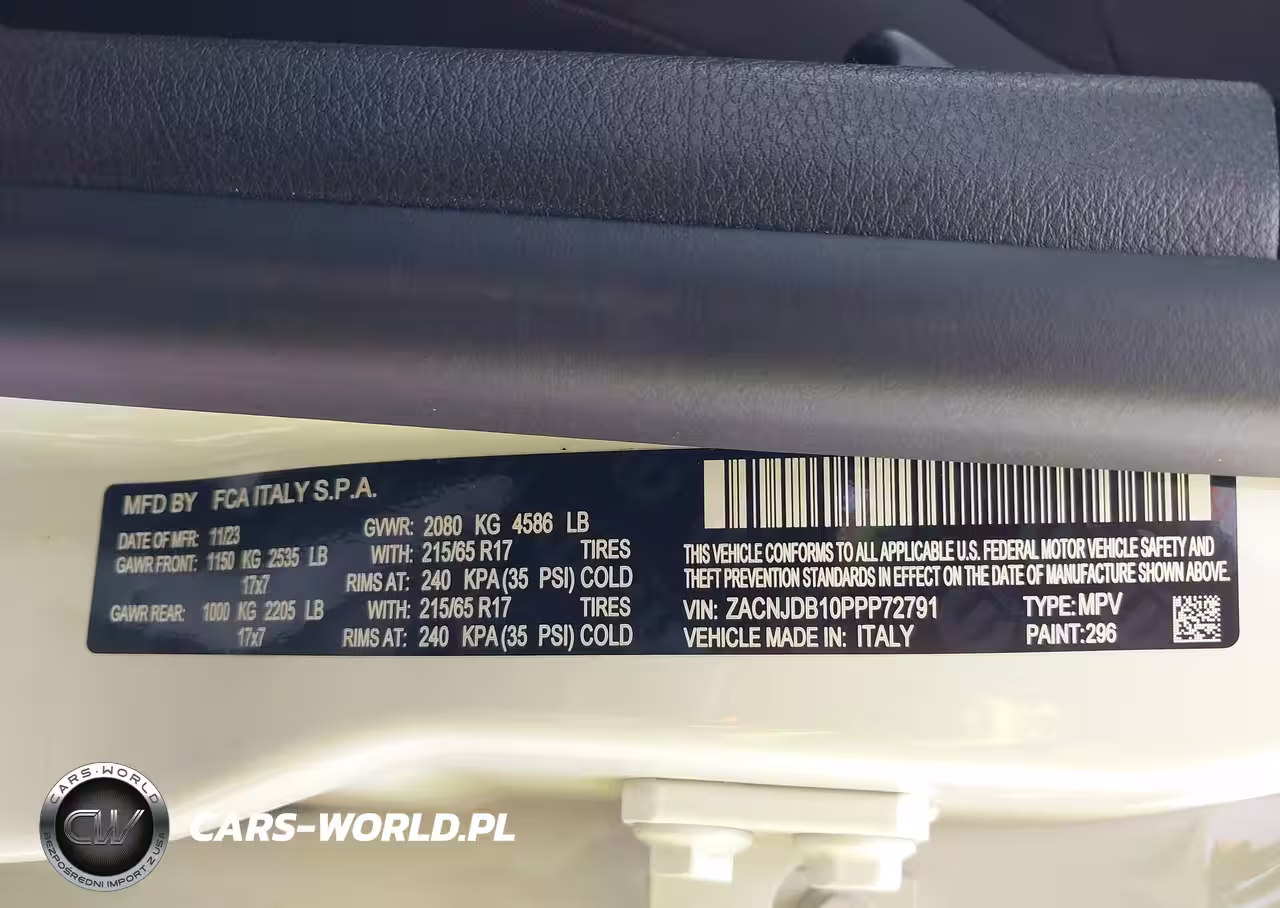 MFD BY FCA ITALY S.P.A.
DATE OF MFR: 11/23 GVWR: 2080 KG 4586 LB
GAWR FRONT: 1150 KG 2535 LB WITH: 215/65 R17 TIRES
17x7 RIMS AT: 240 KPA (35 PSI) COLD
GAWR REAR: 1000 KG 2205 LB WITH: 215/65 R17 TIRES
17x7 RIMS AT: 240 KPA (35 PSI) COLD
THIS VEHICLE CONFORMS TO ALL APPLICABLE U.S. FEDERAL MOTOR VEHICLE SAFETY AND
THEFT PREVENTION STANDARDS IN EFFECT ON THE DATE OF MANUFACTURE SHOWN ABOVE.
VIN: ZACNJDB10PPP72791 TYPE: MPV
VEHICLE MADE IN: ITALY PAINT: 296
CARS-WORLD
CW
BEZPOŚREDNI IMPORT Z USA
CARS-WORLD.PL